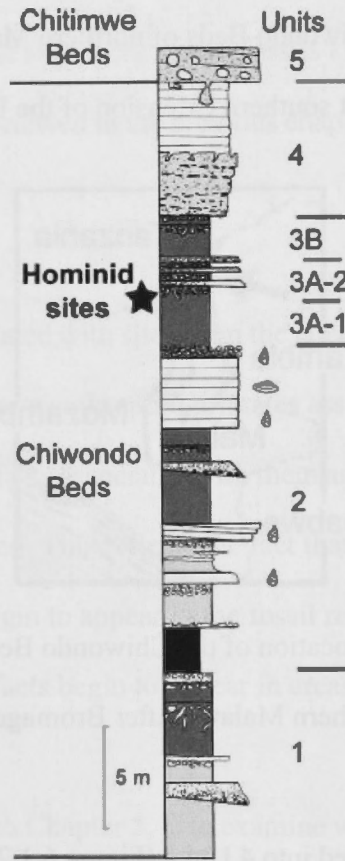 Chitimwe
Beds
Units
5
4
3B
3A-2
3A-1
Hominid
sites
Chiwondo
Beds
2
1
5 m